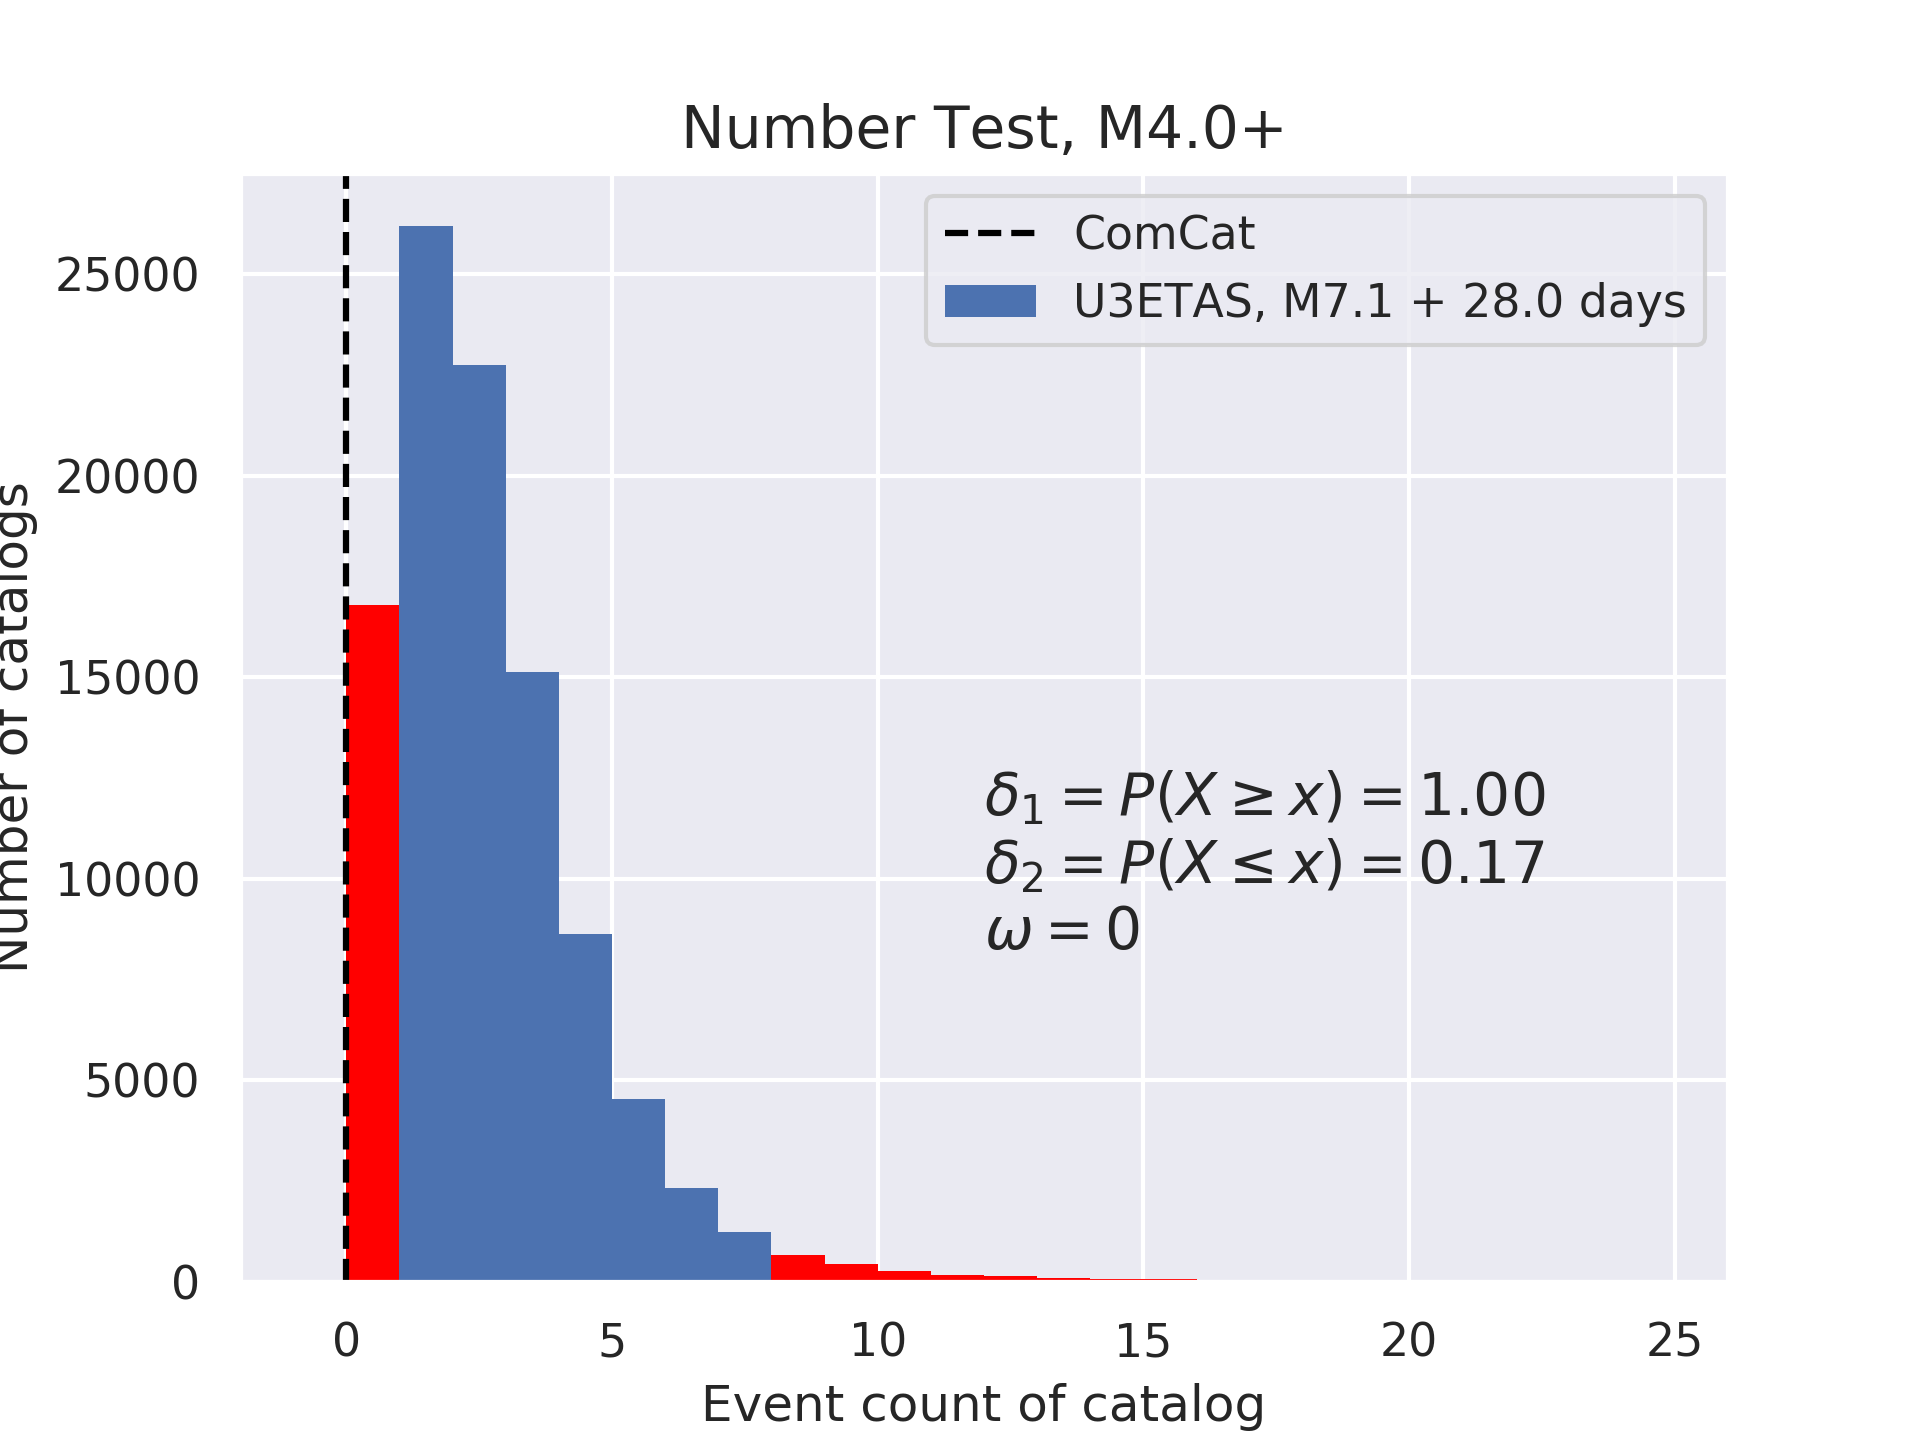 Number Test, M4.0+
ComCat
U3ETAS, M7.1 + 28.0 days
Number of catalogs
25000
20000
15000
10000
5000
0
δ₁ = P(X ≥ x) = 1.00
δ₂ = P(X ≤ x) = 0.17
ω = 0
0 5 10 15 20 25
Event count of catalog